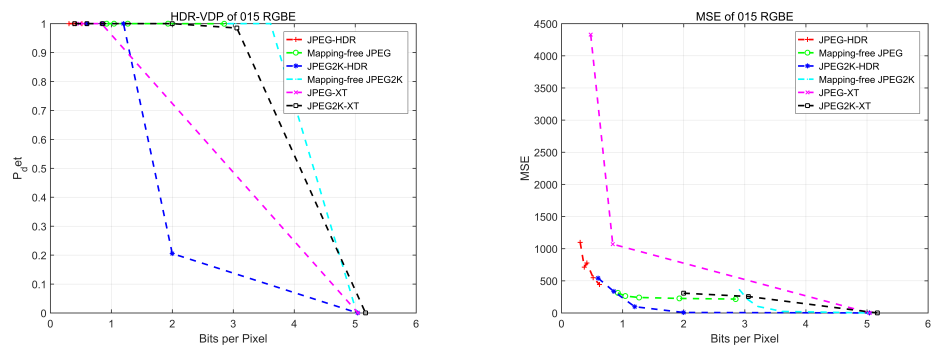 HDR-VDP of 015 RGBE
1
0.9
0.8
0.7
0.6
0.5
0.4
0.3
0.2
0.1
0
P_det
0 1 2 3 4 5 6
Bits per Pixel
JPEG-HDR
Mapping-free JPEG
JPEG2K-HDR
Mapping-free JPEG2K
JPEG-XT
JPEG2K-XT
MSE of 015 RGBE
4500
4000
3500
3000
2500
2000
1500
1000
500
0
MSE
0 1 2 3 4 5 6
Bits per Pixel
JPEG-HDR
Mapping-free JPEG
JPEG2K-HDR
Mapping-free JPEG2K
JPEG-XT
JPEG2K-XT